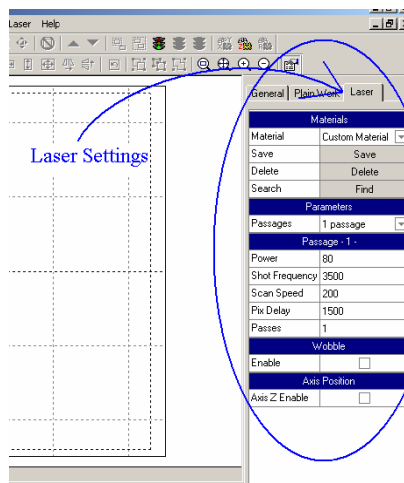 Laser Help
General Plain Work Laser
Materials
Material Custom Material
Save Save
Delete Delete
Search Find
Parameters
Passages 1 passage
Passage - 1 -
Power 80
Shot Frequency 3500
Scan Speed 200
Pix Delay 1500
Passes 1
Wobble
Enable
Axis Position
Axis Z Enable
Laser Settings